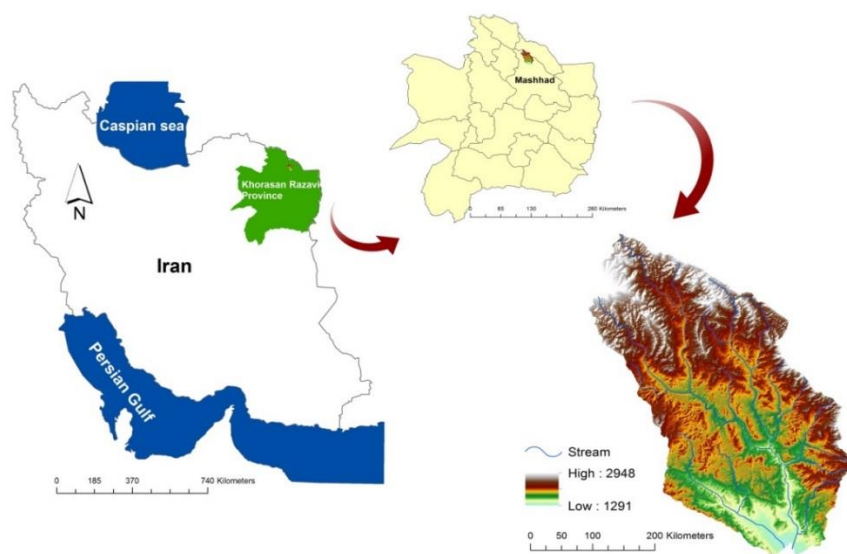 Caspian sea
Khorasan Razavi
Province
N
Iran
Persian Gulf
0 185 370 740 Kilometers
Mashhad
0 65 130 260 Kilometers
Stream
High : 2948
Low : 1291
0 50 100 200 Kilometers